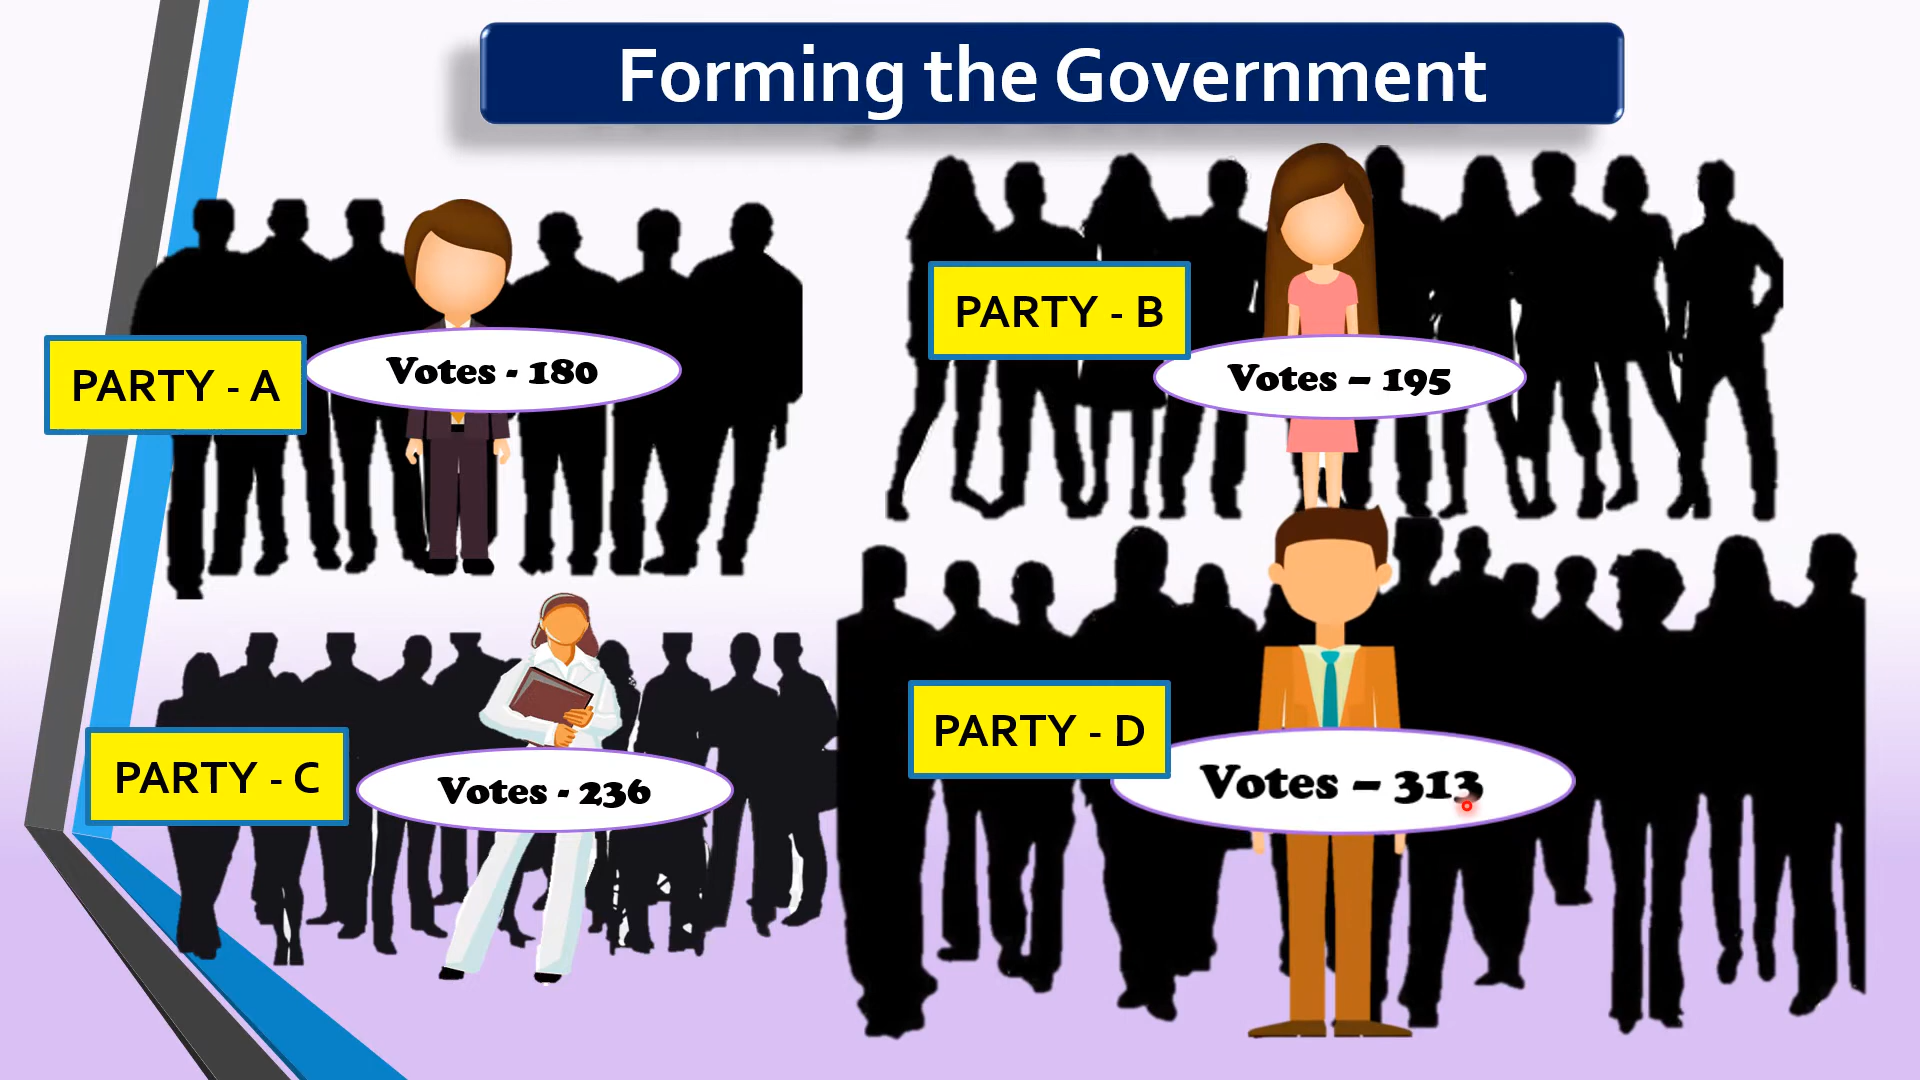 Forming the Government
PARTY - A
Votes - 180
PARTY - B
Votes – 195
PARTY - C
Votes - 236
PARTY - D
Votes – 313